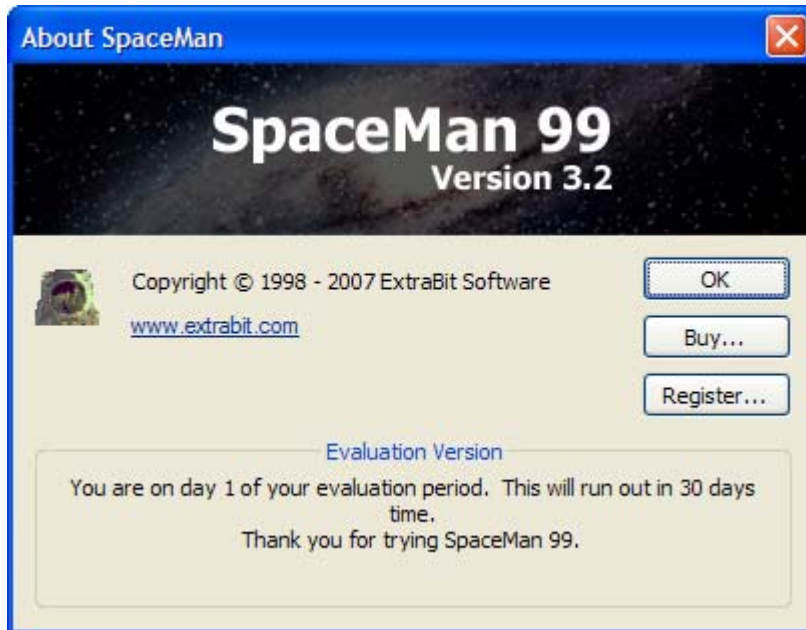 About SpaceMan
SpaceMan 99
Version 3.2
Copyright © 1998 - 2007 ExtraBit Software
www.extrabit.com
OK
Buy...
Register...
Evaluation Version
You are on day 1 of your evaluation period.  This will run out in 30 days
time.
Thank you for trying SpaceMan 99.